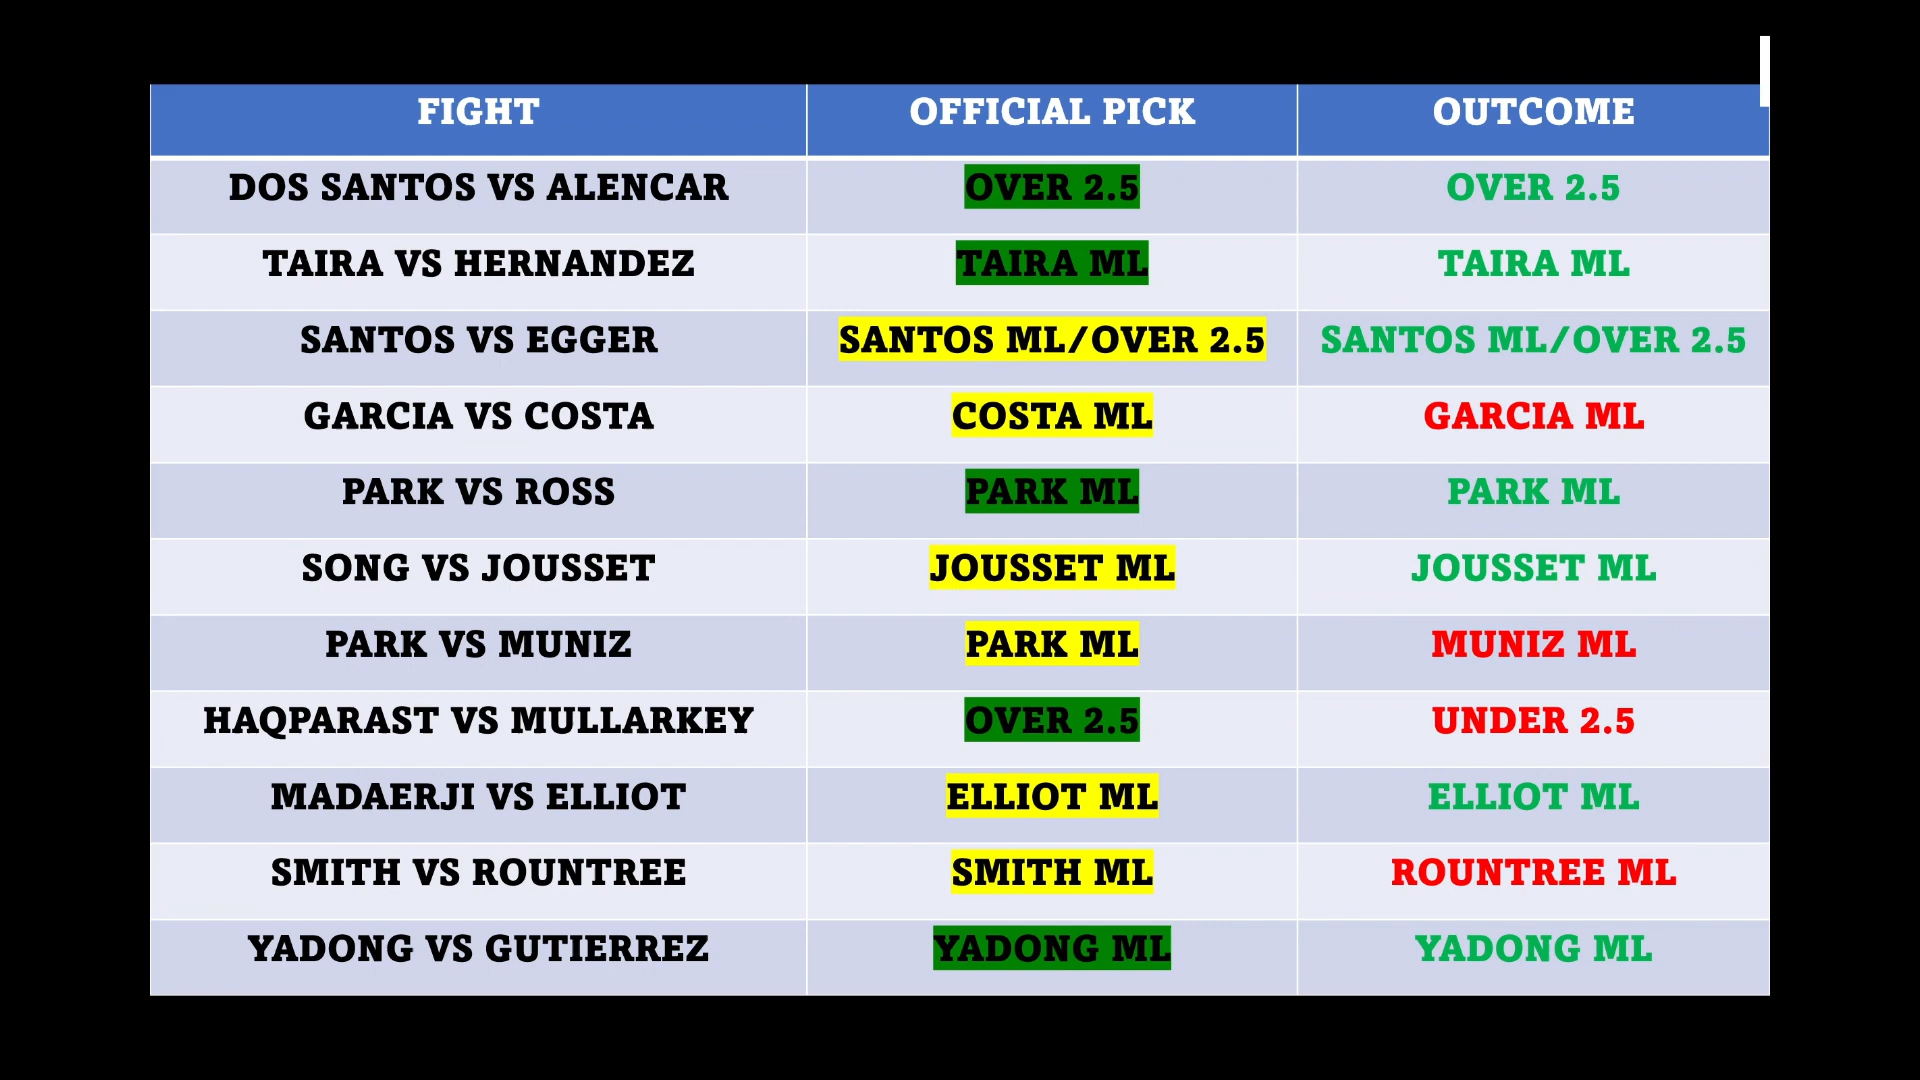 FIGHT OFFICIAL PICK OUTCOME
DOS SANTOS VS ALENCAR OVER 2.5 OVER 2.5
TAIRA VS HERNANDEZ TAIRA ML TAIRA ML
SANTOS VS EGGER SANTOS ML/OVER 2.5 SANTOS ML/OVER 2.5
GARCIA VS COSTA COSTA ML GARCIA ML
PARK VS ROSS PARK ML PARK ML
SONG VS JOUSSET JOUSSET ML JOUSSET ML
PARK VS MUNIZ PARK ML MUNIZ ML
HAQPARAST VS MULLARKEY OVER 2.5 UNDER 2.5
MADAERJI VS ELLIOT ELLIOT ML ELLIOT ML
SMITH VS ROUNTREE SMITH ML ROUNTREE ML
YADONG VS GUTIERREZ YADONG ML YADONG ML